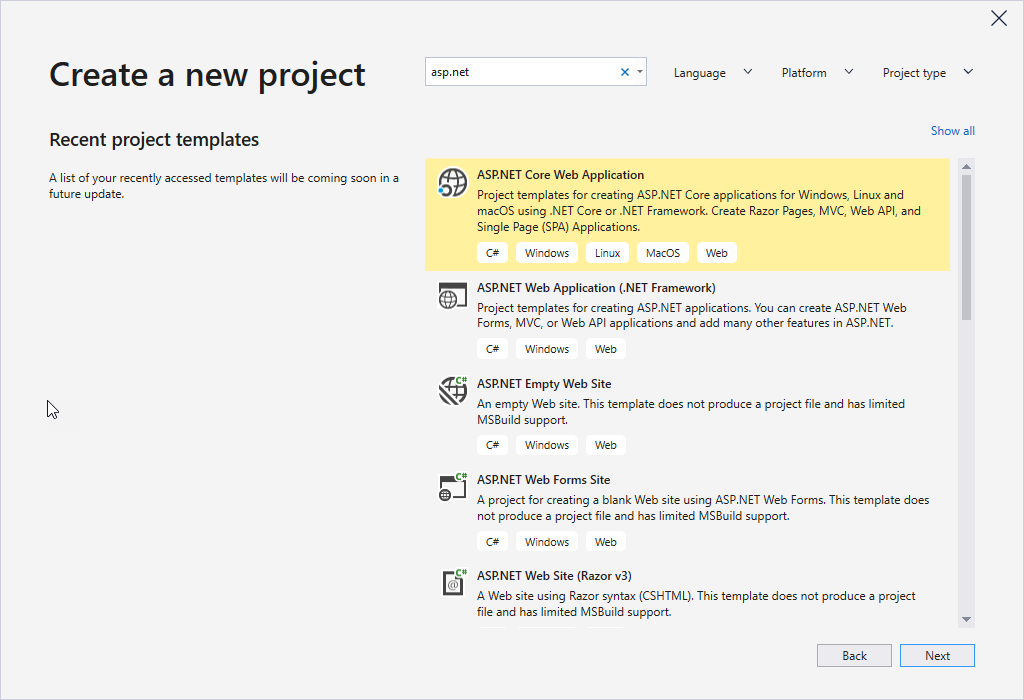 Create a new project
asp.net
Language
Platform
Project type
Recent project templates
Show all
A list of your recently accessed templates will be coming soon in a
future update.
ASP.NET Core Web Application
Project templates for creating ASP.NET Core applications for Windows, Linux and
macOS using .NET Core or .NET Framework. Create Razor Pages, MVC, Web API, and
Single Page (SPA) Applications.
C# Windows Linux MacOS Web
ASP.NET Web Application (.NET Framework)
Project templates for creating ASP.NET applications. You can create ASP.NET Web
Forms, MVC, or Web API applications and add many other features in ASP.NET.
C# Windows Web
C#
ASP.NET Empty Web Site
An empty Web site. This template does not produce a project file and has limited
MSBuild support.
C# Windows Web
C#
ASP.NET Web Forms Site
A project for creating a blank Web site using ASP.NET Web Forms. This template does
not produce a project file and has limited MSBuild support.
C# Windows Web
C#
@
ASP.NET Web Site (Razor v3)
A Web site using Razor syntax (CSHTML). This template does not produce a project
file and has limited MSBuild support.
Back
Next